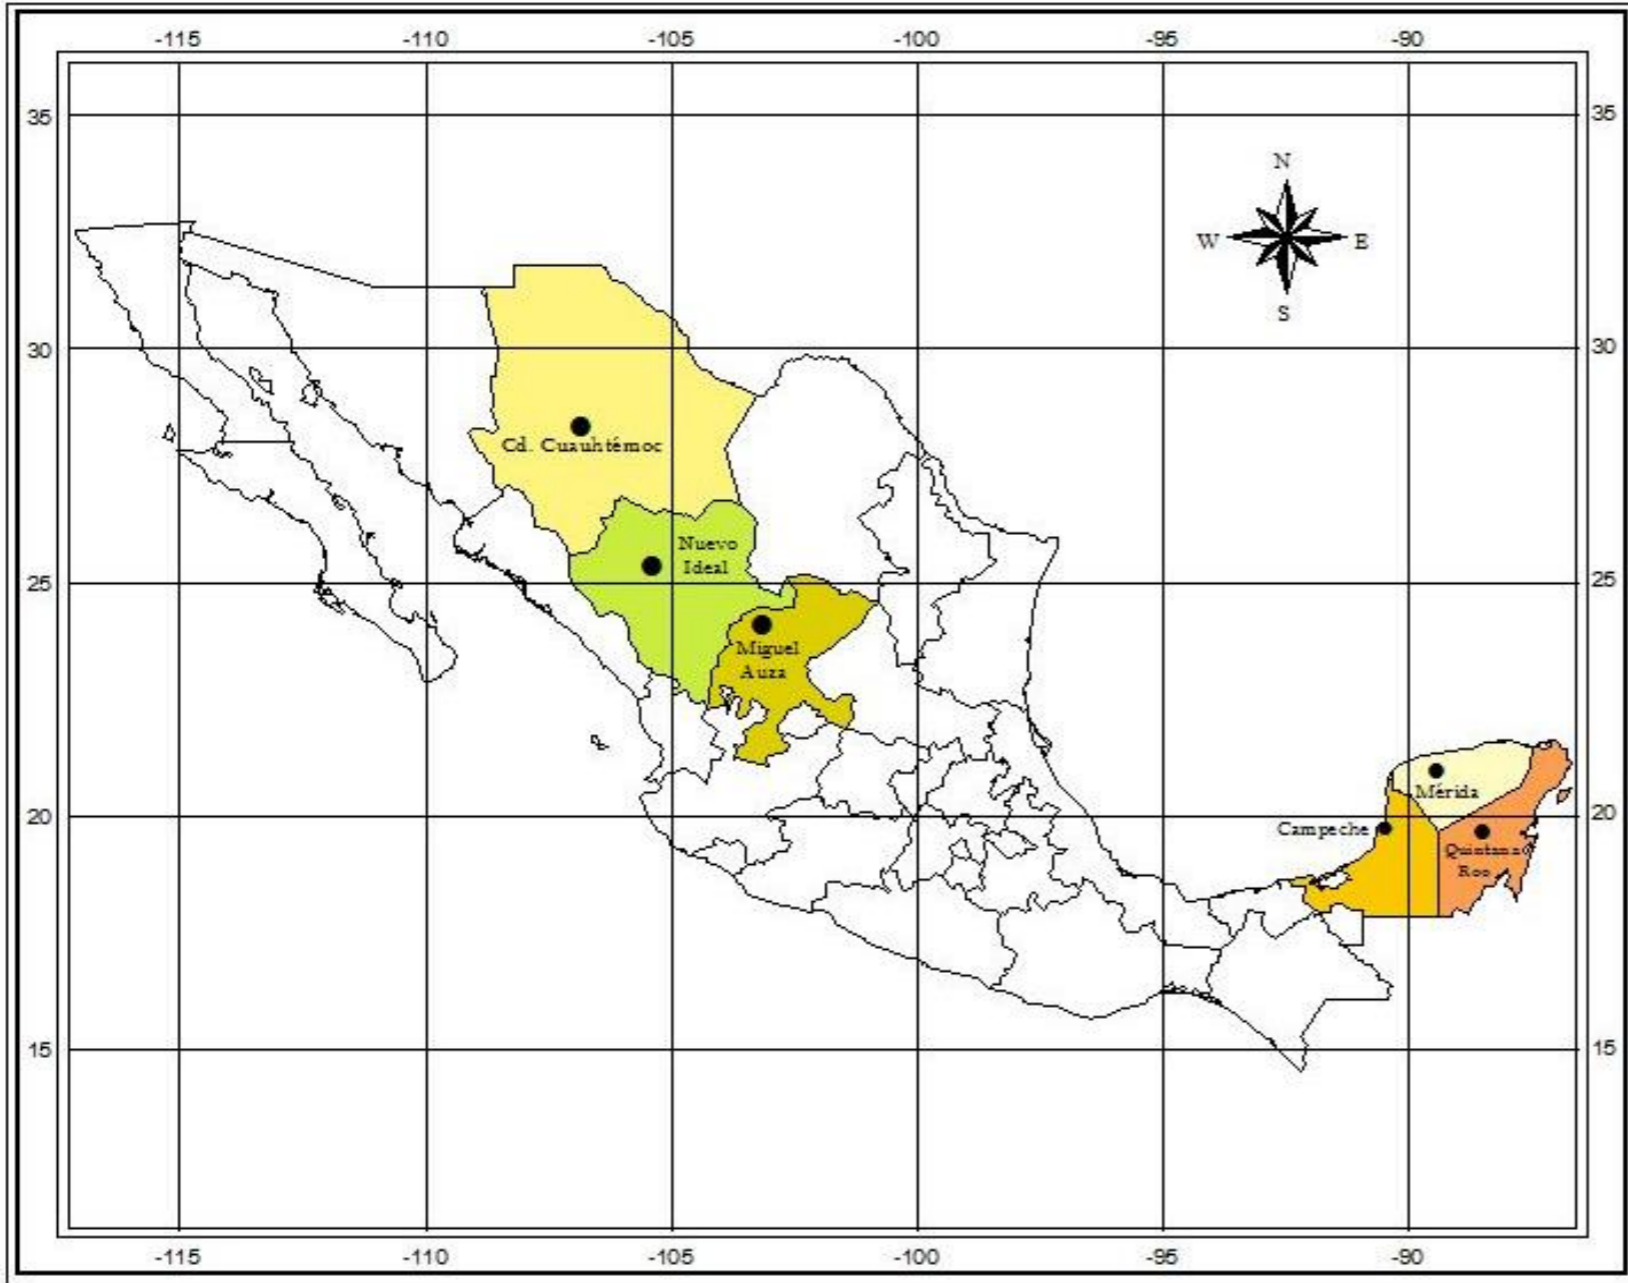 -115 -110 -105 -100 -95 -90
35 35
N
W E
S
30 30
Cd. Cuauhtémoc
Nuevo
Ideal
25 25
Miguel
Auza
Mérida
20 20
Campeche
Quintana
Roo
15 15
-115 -110 -105 -100 -95 -90